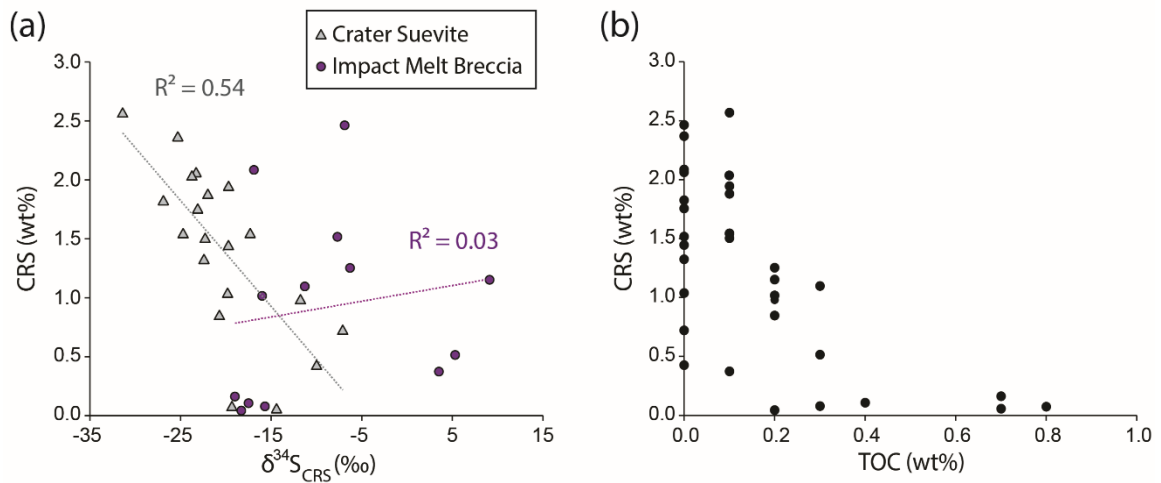 (a)
Crater Suevite
Impact Melt Breccia
R² = 0.54
R² = 0.03
CRS (wt%)
3.0
2.5
2.0
1.5
1.0
0.5
0.0
-35 -25 -15 -5 5 15
δ³⁴S_CRS (‰)
(b)
CRS (wt%)
3.0
2.5
2.0
1.5
1.0
0.5
0.0
0.0 0.2 0.4 0.6 0.8 1.0
TOC (wt%)